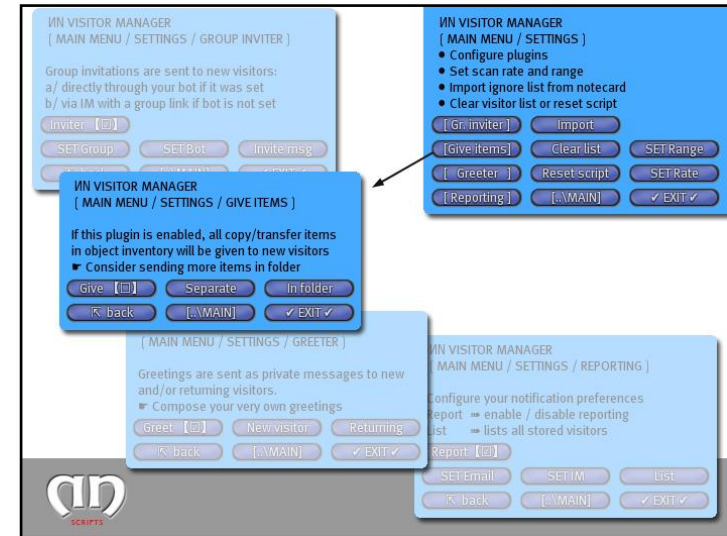 ИN VISITOR MANAGER
[ MAIN MENU / SETTINGS / GROUP INVITER ]
Group invitations are sent to new visitors:
a/ directly through your bot if it was set
b/ via IM with a group link if bot is not set
Inviter 【☑】
SET Group SET Bot Invite msg
ИN VISITOR MANAGER
[ MAIN MENU / SETTINGS ]
● Configure plugins
● Set scan rate and range
● Import ignore list from notecard
● Clear visitor list or reset script
[ Gr. inviter ] Import
[Give items] Clear list SET Range
[ Greeter ] Reset script SET Rate
[ Reporting ] [..\MAIN] ✓ EXIT ✓
ИN VISITOR MANAGER
[ MAIN MENU / SETTINGS / GIVE ITEMS ]
If this plugin is enabled, all copy/transfer items
in object inventory will be given to new visitors
☛ Consider sending more items in folder
Give 【☐】 Separate In folder
⇱ back [..\MAIN] ✓ EXIT ✓
[ MAIN MENU / SETTINGS / GREETER ]
Greetings are sent as private messages to new
and/or returning visitors.
☛ Compose your very own greetings
Greet 【☑】 New visitor Returning
⇱ back [..\MAIN] ✓ EXIT ✓
ИN VISITOR MANAGER
[ MAIN MENU / SETTINGS / REPORTING ]
Configure your notification preferences
Report ⇛ enable / disable reporting
List ⇛ lists all stored visitors
Report 【☑】
SET Email SET IM List
⇱ back [..\MAIN] ✓ EXIT ✓
SCRIPTS